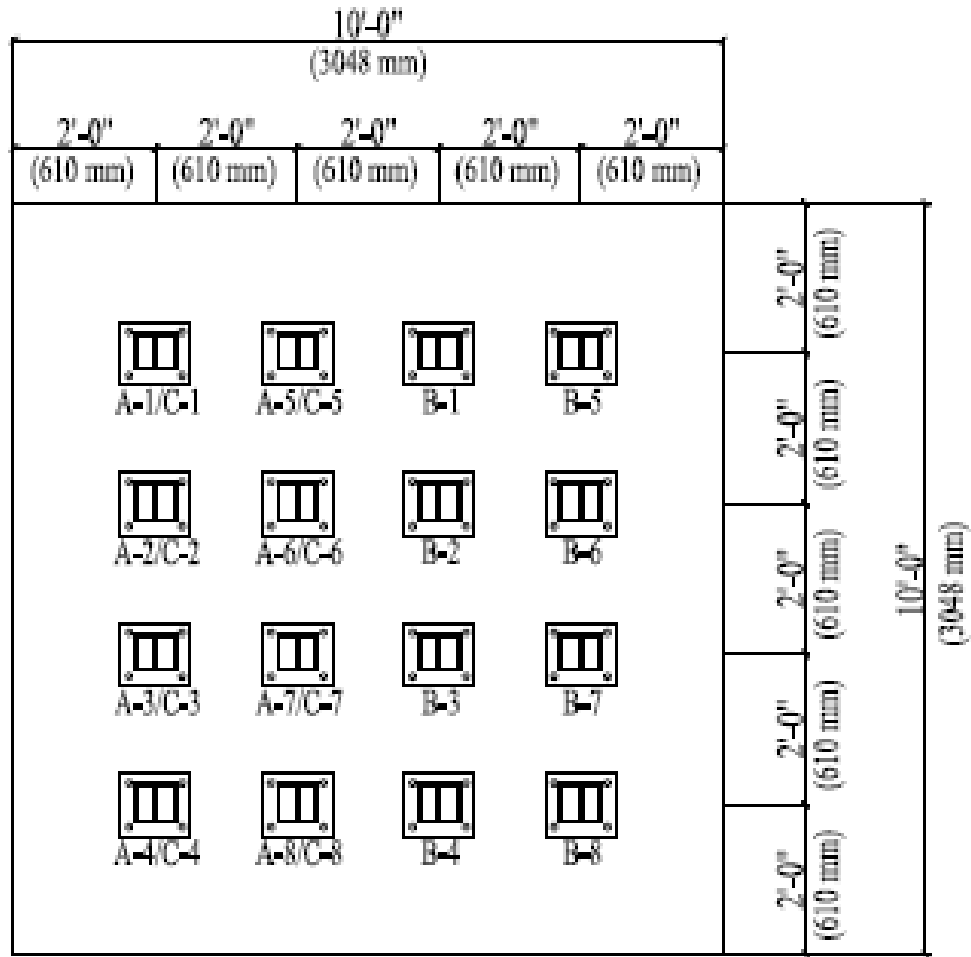 10'-0"
(3048 mm)
2'-0" 2'-0" 2'-0" 2'-0" 2'-0"
(610 mm) (610 mm) (610 mm) (610 mm) (610 mm)
2'-0"
(610 mm)
A-1/C-1 A-5/C-5 B-1 B-5
2'-0"
(610 mm)
A-2/C-2 A-6/C-6 B-2 B-6
2'-0"
(610 mm)
10'-0"
(3048 mm)
A-3/C-3 A-7/C-7 B-3 B-7
2'-0"
(610 mm)
A-4/C-4 A-8/C-8 B-4 B-8
2'-0"
(610 mm)